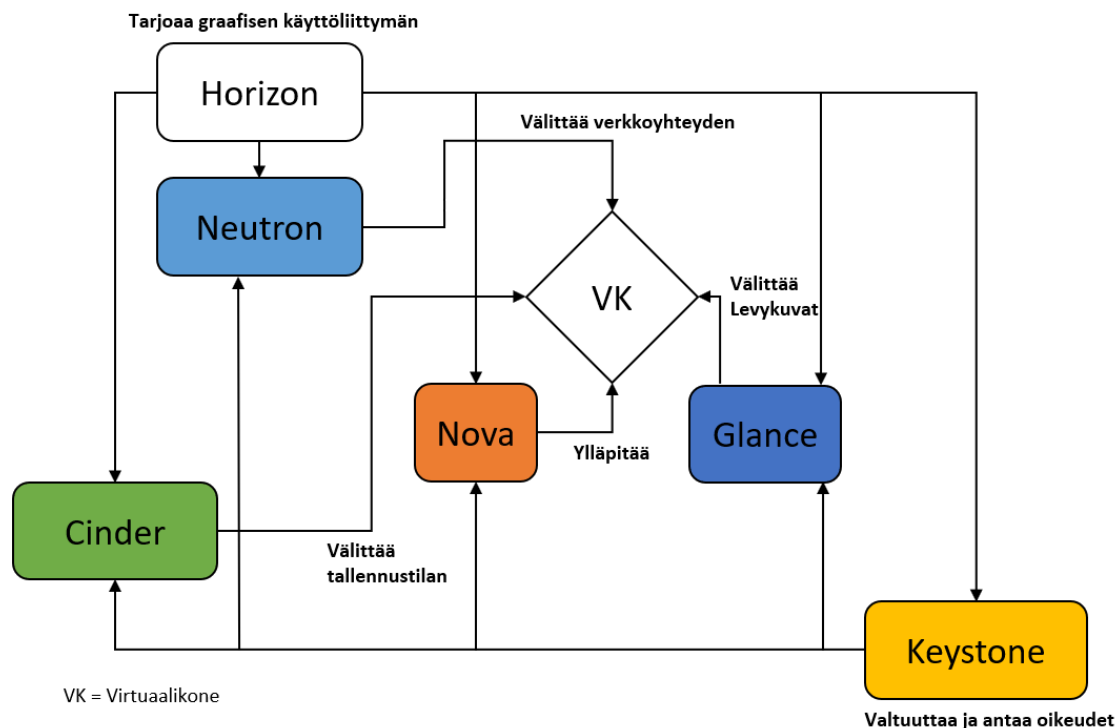 Tarjoaa graafisen käyttöliittymän
Horizon
Välittää verkkoyhteyden
Neutron
VK
Välittää
Levykuvat
Nova
Glance
Ylläpitää
Cinder
Välittää
tallennustilan
Keystone
VK = Virtuaalikone
Valtuuttaa ja antaa oikeudet